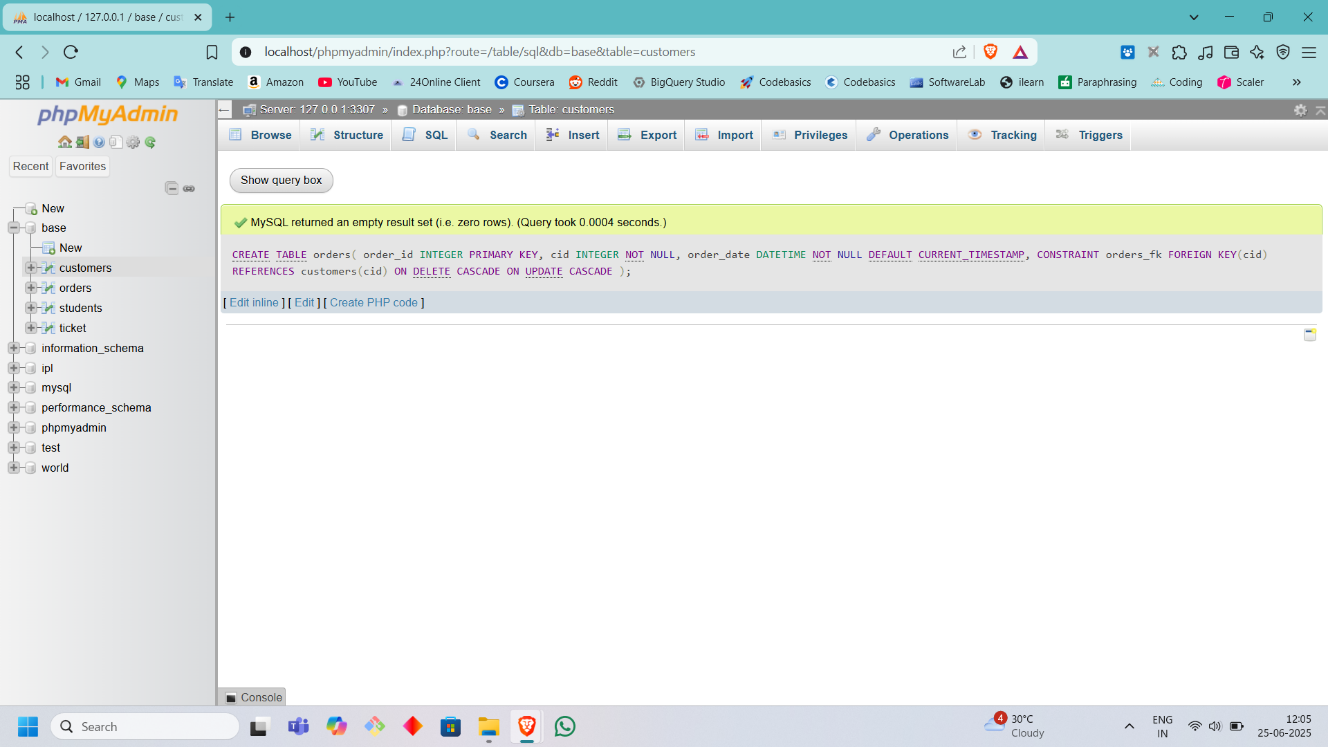 localhost / 127.0.0.1 / base / cust
localhost/phpmyadmin/index.php?route=/table/sql&db=base&table=customers
Gmail Maps Translate Amazon YouTube 24Online Client Coursera Reddit BigQuery Studio Codebasics Codebasics SoftwareLab ilearn Paraphrasing Coding Scaler »
phpMyAdmin
Recent Favorites
New
base
New
customers
orders
students
ticket
information_schema
ipl
mysql
performance_schema
phpmyadmin
test
world
Server: 127.0.0.1:3307 » Database: base » Table: customers
Browse Structure SQL Search Insert Export Import Privileges Operations Tracking Triggers
Show query box
MySQL returned an empty result set (i.e. zero rows). (Query took 0.0004 seconds.)
CREATE TABLE orders( order_id INTEGER PRIMARY KEY, cid INTEGER NOT NULL, order_date DATETIME NOT NULL DEFAULT CURRENT_TIMESTAMP, CONSTRAINT orders_fk FOREIGN KEY(cid)
REFERENCES customers(cid) ON DELETE CASCADE ON UPDATE CASCADE );
[ Edit inline ] [ Edit ] [ Create PHP code ]
Console
Search
4
30°C
Cloudy
ENG
IN
12:05
25-06-2025